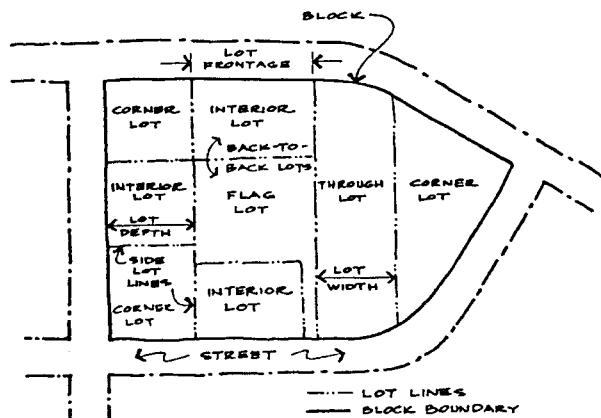 BLOCK
LOT
FRONTAGE
CORNER
LOT
INTERIOR
LOT
BACK-TO-
BACK LOTS
INTERIOR
LOT
FLAG
LOT
THROUGH
LOT
CORNER
LOT
LOT
DEPTH
SIDE
LOT
LINES
CORNER
LOT
INTERIOR
LOT
LOT
WIDTH
STREET
LOT LINES
BLOCK BOUNDARY